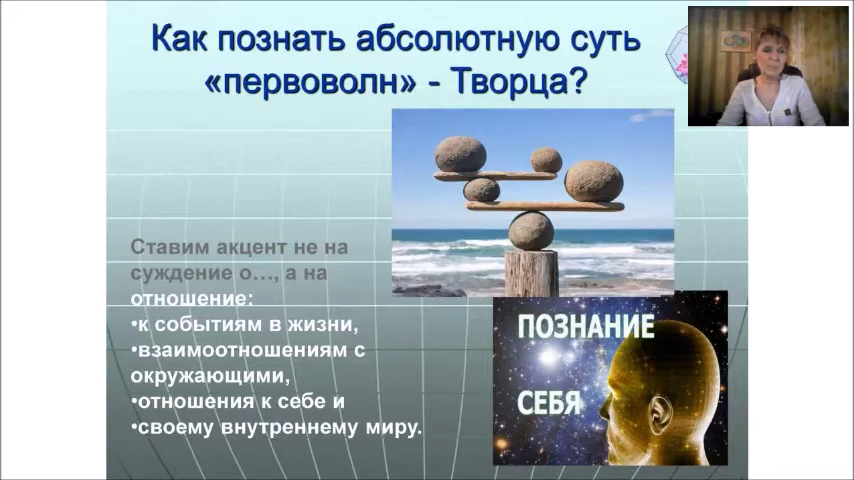 Как познать абсолютную суть
«первоволн» - Творца?
Ставим акцент не на
суждение о…, а на
отношение:
•к событиям в жизни,
•взаимоотношениям с
окружающими,
•отношения к себе и
•своему внутреннему миру.
ПОЗНАНИЕ
СЕБЯ